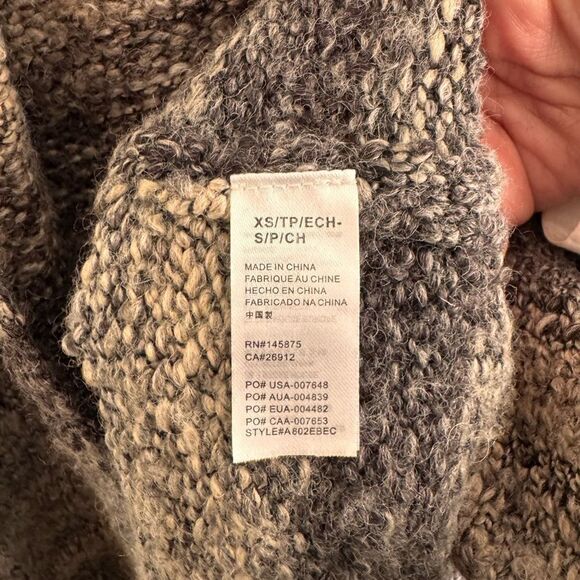 XS/TP/ECH-
S/P/CH
MADE IN CHINA
FABRIQUE AU CHINE
HECHO EN CHINA
FABRICADO NA CHINA
中国製
RN#145875
CA#26912
PO# USA-007648
PO# AUA-004839
PO# EUA-004482
PO# CAA-007653
STYLE#A802EBEC